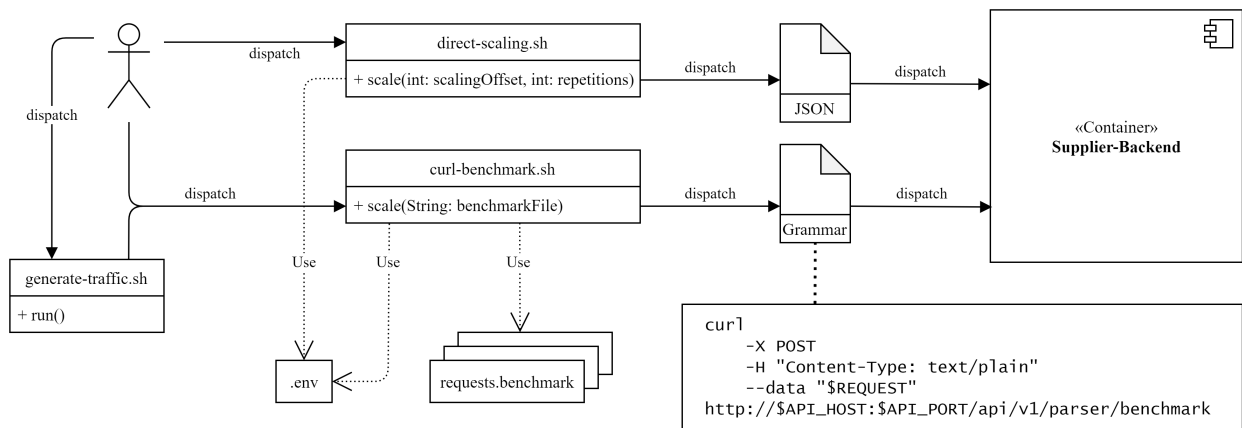 direct-scaling.sh
dispatch
+ scale(int: scalingOffset, int: repetitions)
dispatch
JSON
dispatch
«Container»
Supplier-Backend
dispatch
curl-benchmark.sh
dispatch
+ scale(String: benchmarkFile)
dispatch
Grammar
dispatch
generate-traffic.sh
+ run()
Use
Use
Use
.env
requests.benchmark
curl
-X POST
-H "Content-Type: text/plain"
--data "$REQUEST"
http://$API_HOST:$API_PORT/api/v1/parser/benchmark